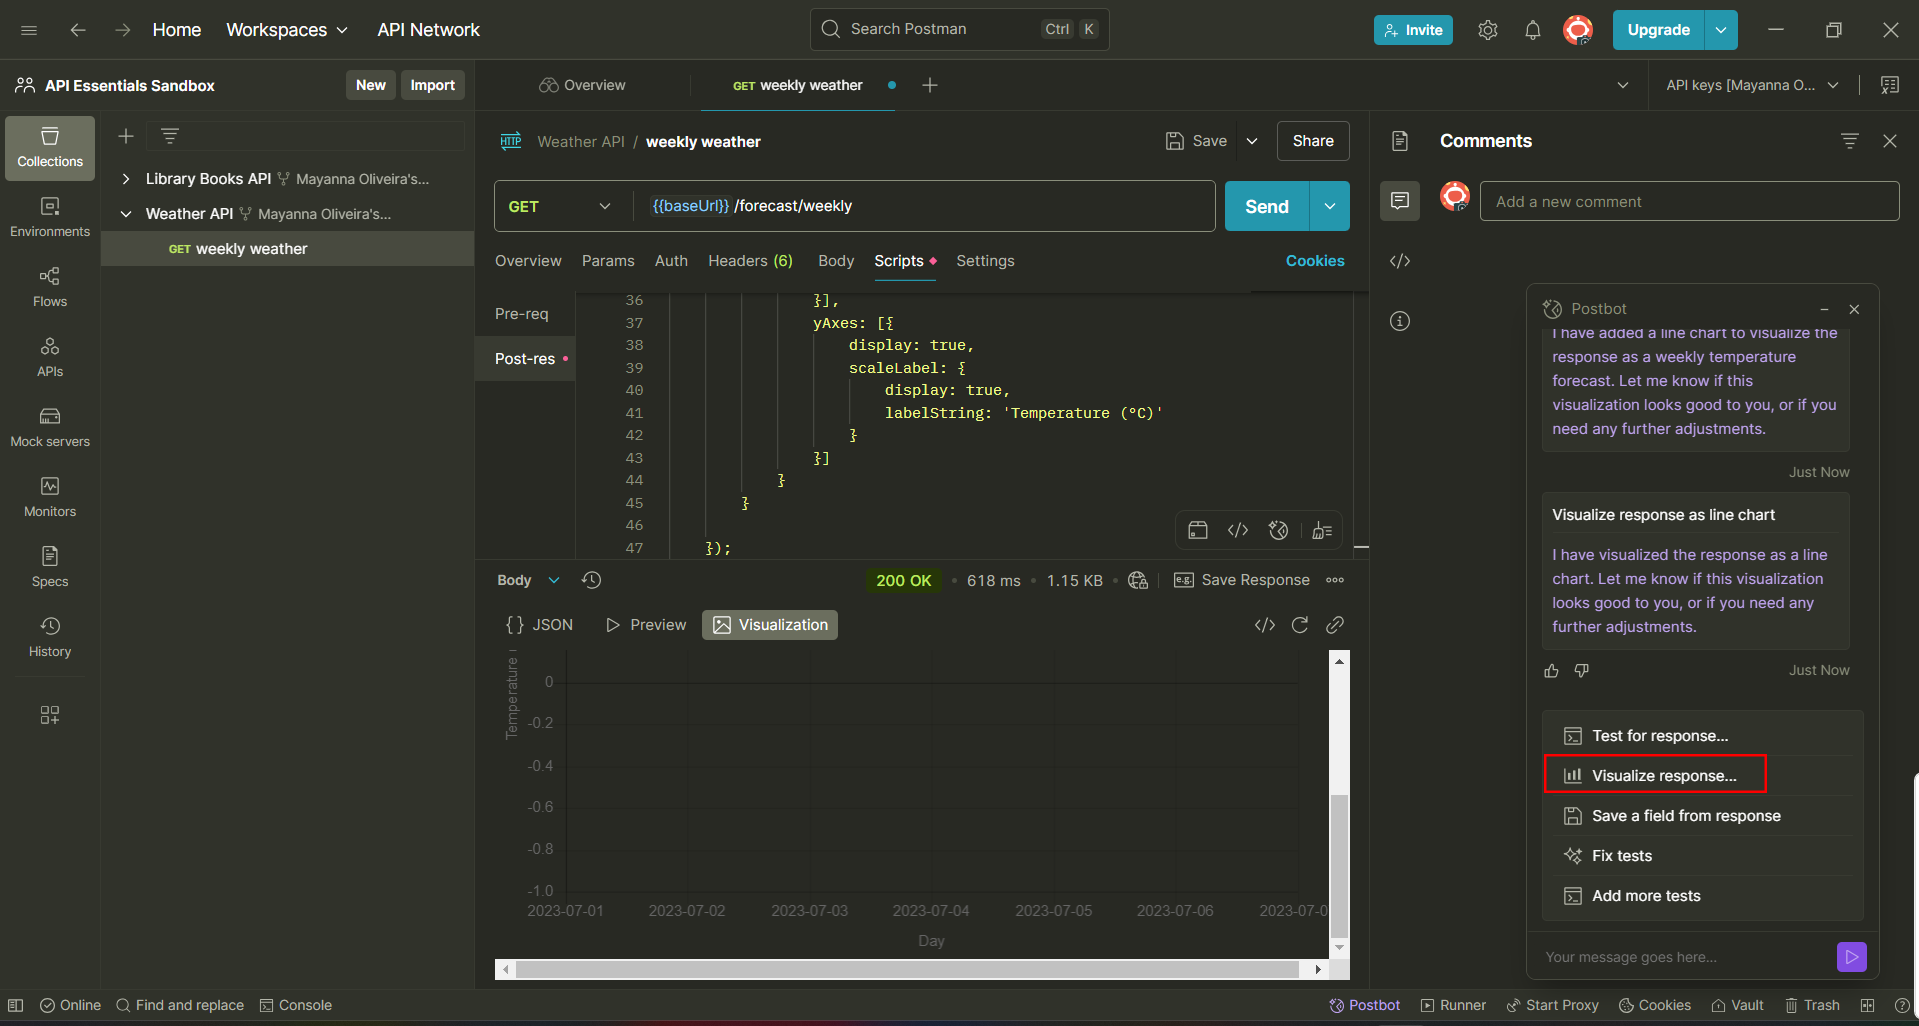 Home Workspaces API Network Search Postman Ctrl K Invite Upgrade
API Essentials Sandbox New Import Overview GET weekly weather API keys [Mayanna O...
Collections
Library Books API Mayanna Oliveira's...
Weather API Mayanna Oliveira's...
GET weekly weather
Environments
Flows
APIs
Mock servers
Monitors
Specs
History
HTTP Weather API / weekly weather Save Share
GET {{baseUrl}} /forecast/weekly Send
Overview Params Auth Headers (6) Body Scripts Settings Cookies
Pre-req
Post-res
36 }],
37 yAxes: [{
38 display: true,
39 scaleLabel: {
40 display: true,
41 labelString: 'Temperature (°C)'
42 }
43 }]
44 }
45 }
46
47 });
Body 200 OK • 618 ms • 1.15 KB • e.g. Save Response
{} JSON Preview Visualization
Temperature
0
-0.2
-0.4
-0.6
-0.8
-1.0
2023-07-01 2023-07-02 2023-07-03 2023-07-04 2023-07-05 2023-07-06 2023-07-0
Day
Comments
Add a new comment
Postbot
I have added a line chart to visualize the
response as a weekly temperature
forecast. Let me know if this
visualization looks good to you, or if you
need any further adjustments.
Just Now
Visualize response as line chart
I have visualized the response as a line
chart. Let me know if this visualization
looks good to you, or if you need any
further adjustments.
Just Now
Test for response...
Visualize response...
Save a field from response
Fix tests
Add more tests
Your message goes here...
Online Find and replace Console Postbot Runner Start Proxy Cookies Vault Trash